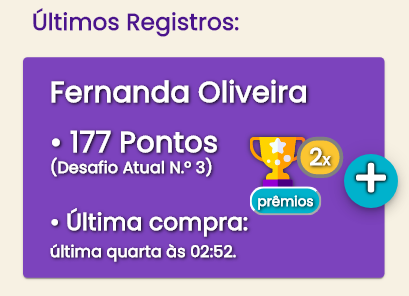 Últimos Registros:
Fernanda Oliveira
• 177 Pontos
(Desafio Atual N.º 3)
2x
prêmios
+
• Última compra:
última quarta às 02:52.